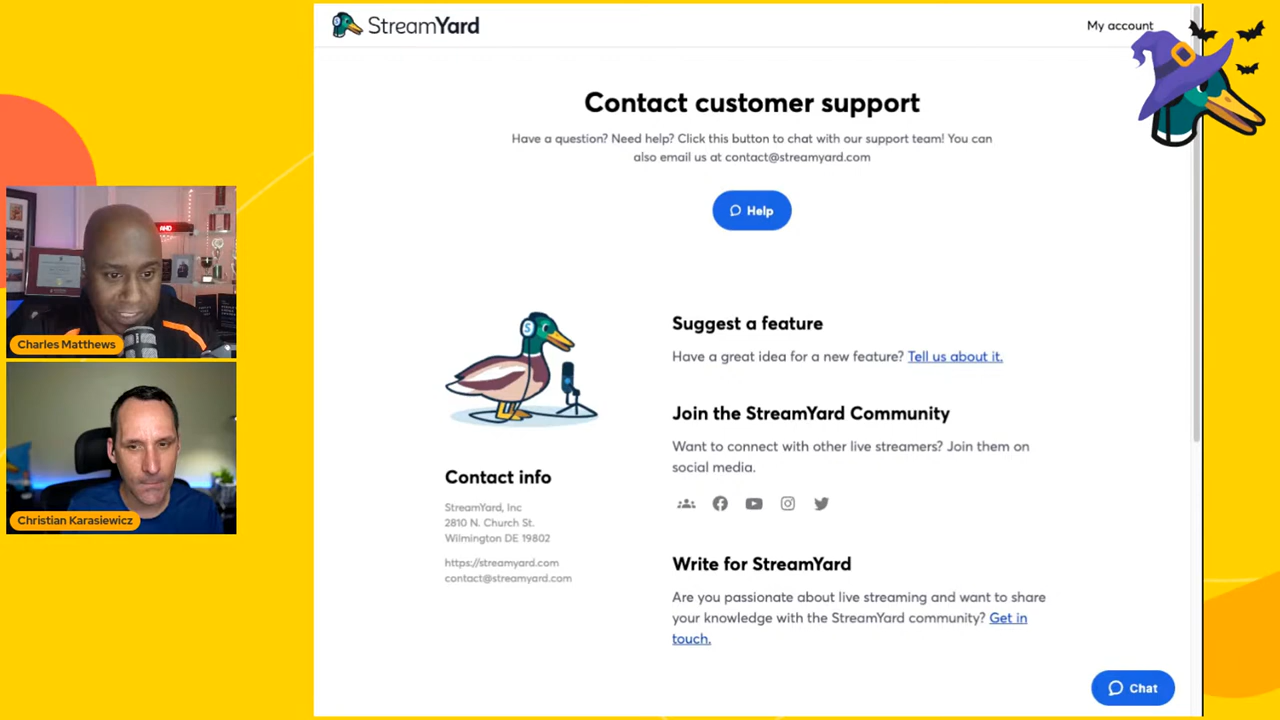 StreamYard
My account
Contact customer support
Have a question? Need help? Click this button to chat with our support team! You can
also email us at contact@streamyard.com
Help
AND
Charles Matthews
Christian Karasiewicz
S
Contact info
StreamYard, Inc
2810 N. Church St.
Wilmington DE 19802
https://streamyard.com
contact@streamyard.com
Suggest a feature
Have a great idea for a new feature? Tell us about it.
Join the StreamYard Community
Want to connect with other live streamers? Join them on
social media.
Write for StreamYard
Are you passionate about live streaming and want to share
your knowledge with the StreamYard community? Get in
touch.
Chat